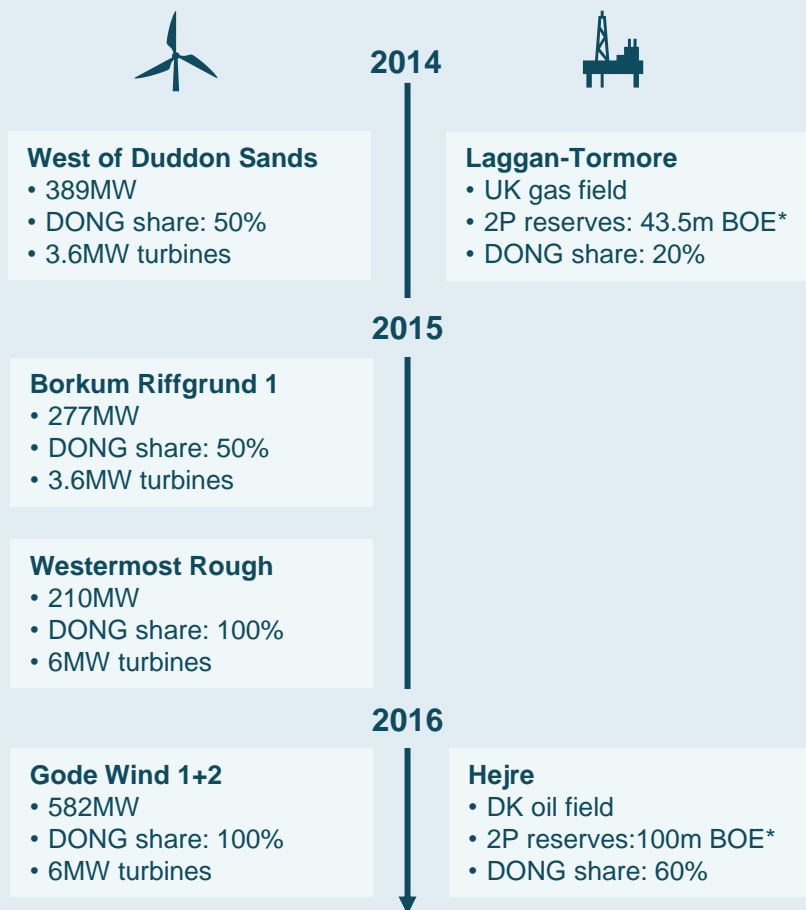 2014
West of Duddon Sands
• 389MW
• DONG share: 50%
• 3.6MW turbines
Laggan-Tormore
• UK gas field
• 2P reserves: 43.5m BOE*
• DONG share: 20%
2015
Borkum Riffgrund 1
• 277MW
• DONG share: 50%
• 3.6MW turbines
Westermost Rough
• 210MW
• DONG share: 100%
• 6MW turbines
2016
Gode Wind 1+2
• 582MW
• DONG share: 100%
• 6MW turbines
Hejre
• DK oil field
• 2P reserves:100m BOE*
• DONG share: 60%